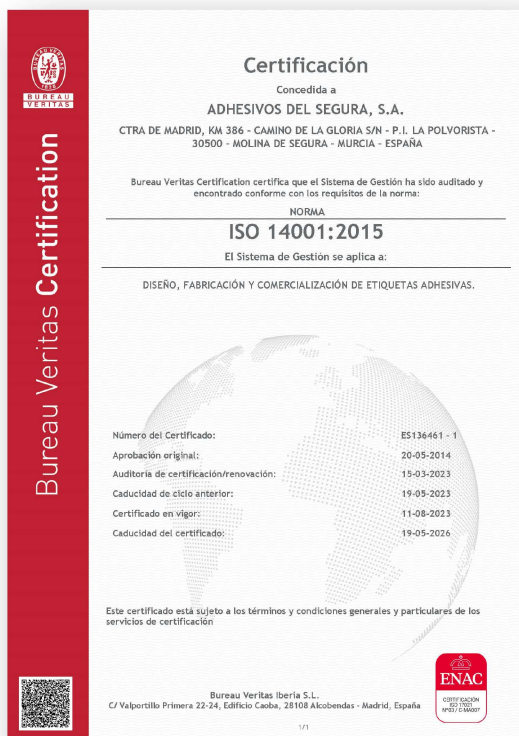 BUREAU VERITAS
1828
BUREAU
VERITAS
Bureau Veritas Certification
Certificación
Concedida a
ADHESIVOS DEL SEGURA, S.A.
CTRA DE MADRID, KM 386 - CAMINO DE LA GLORIA S/N - P.I. LA POLVORISTA -
30500 - MOLINA DE SEGURA - MURCIA - ESPAÑA
Bureau Veritas Certification certifica que el Sistema de Gestión ha sido auditado y
encontrado conforme con los requisitos de la norma:
NORMA
ISO 14001:2015
El Sistema de Gestión se aplica a:
DISEÑO, FABRICACIÓN Y COMERCIALIZACIÓN DE ETIQUETAS ADHESIVAS.
Número del Certificado: ES136461 - 1
Aprobación original: 20-05-2014
Auditoría de certificación/renovación: 15-03-2023
Caducidad de ciclo anterior: 19-05-2023
Certificado en vigor: 11-08-2023
Caducidad del certificado: 19-05-2026
Este certificado está sujeto a los términos y condiciones generales y particulares de los
servicios de certificación
Bureau Veritas Iberia S.L.
C/ Valportillo Primera 22-24, Edificio Caoba, 28108 Alcobendas - Madrid, España
1/1
ENAC
CERTIFICACIÓN
ISO 17021
Nº03 / C-MA007